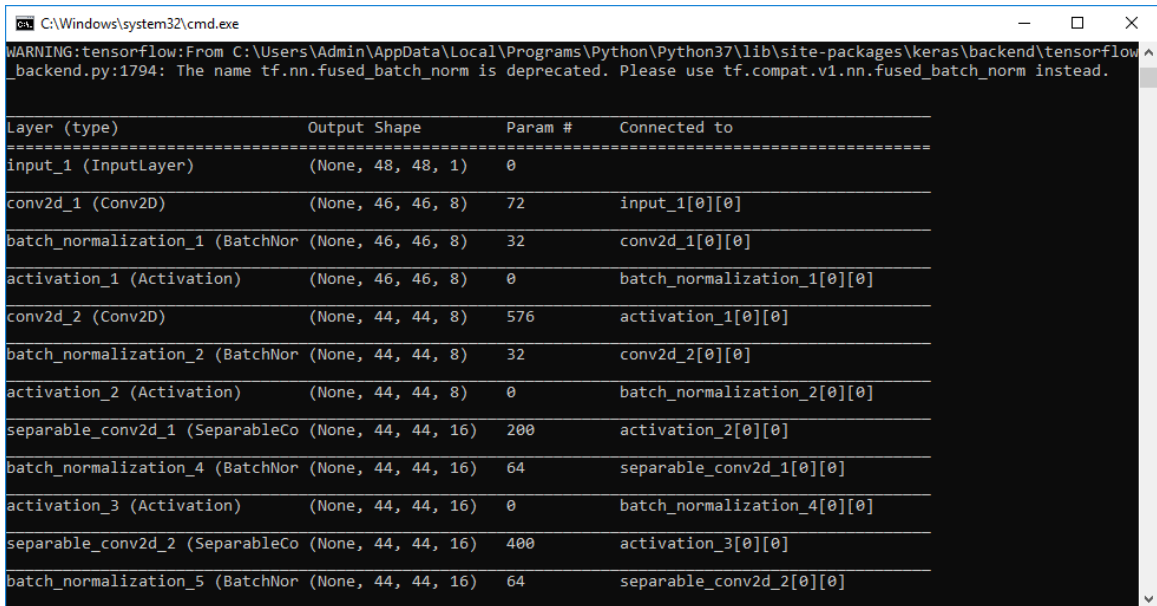 C:\Windows\system32\cmd.exe
WARNING:tensorflow:From C:\Users\Admin\AppData\Local\Programs\Python\Python37\lib\site-packages\keras\backend\tensorflow
_backend.py:1794: The name tf.nn.fused_batch_norm is deprecated. Please use tf.compat.v1.nn.fused_batch_norm instead.
Layer (type) Output Shape Param # Connected to
input_1 (InputLayer) (None, 48, 48, 1) 0
conv2d_1 (Conv2D) (None, 46, 46, 8) 72 input_1[0][0]
batch_normalization_1 (BatchNor (None, 46, 46, 8) 32 conv2d_1[0][0]
activation_1 (Activation) (None, 46, 46, 8) 0 batch_normalization_1[0][0]
conv2d_2 (Conv2D) (None, 44, 44, 8) 576 activation_1[0][0]
batch_normalization_2 (BatchNor (None, 44, 44, 8) 32 conv2d_2[0][0]
activation_2 (Activation) (None, 44, 44, 8) 0 batch_normalization_2[0][0]
separable_conv2d_1 (SeparableCo (None, 44, 44, 16) 200 activation_2[0][0]
batch_normalization_4 (BatchNor (None, 44, 44, 16) 64 separable_conv2d_1[0][0]
activation_3 (Activation) (None, 44, 44, 16) 0 batch_normalization_4[0][0]
separable_conv2d_2 (SeparableCo (None, 44, 44, 16) 400 activation_3[0][0]
batch_normalization_5 (BatchNor (None, 44, 44, 16) 64 separable_conv2d_2[0][0]